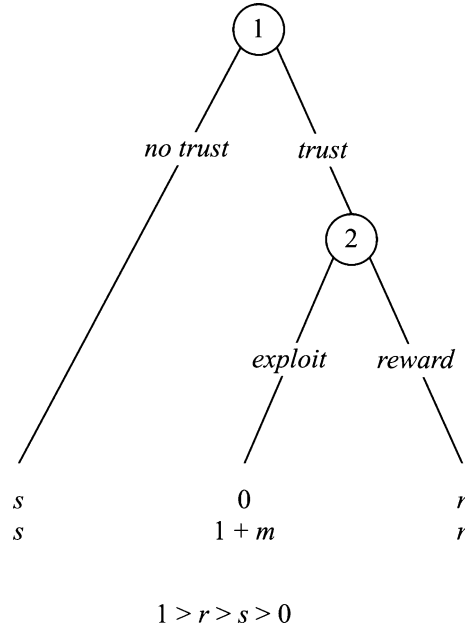 1
no trust trust
2
exploit reward
s 0 r
s 1 + m r
1 > r > s > 0